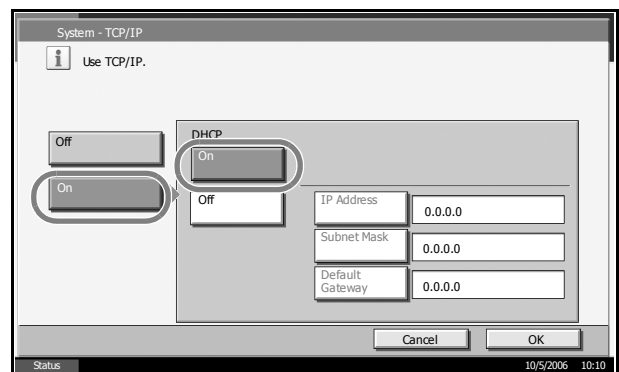 System - TCP/IP
i Use TCP/IP.
Off
On
DHCP
On
Off
IP Address 0.0.0.0
Subnet Mask 0.0.0.0
Default
Gateway 0.0.0.0
Cancel OK
Status 10/5/2006 10:10